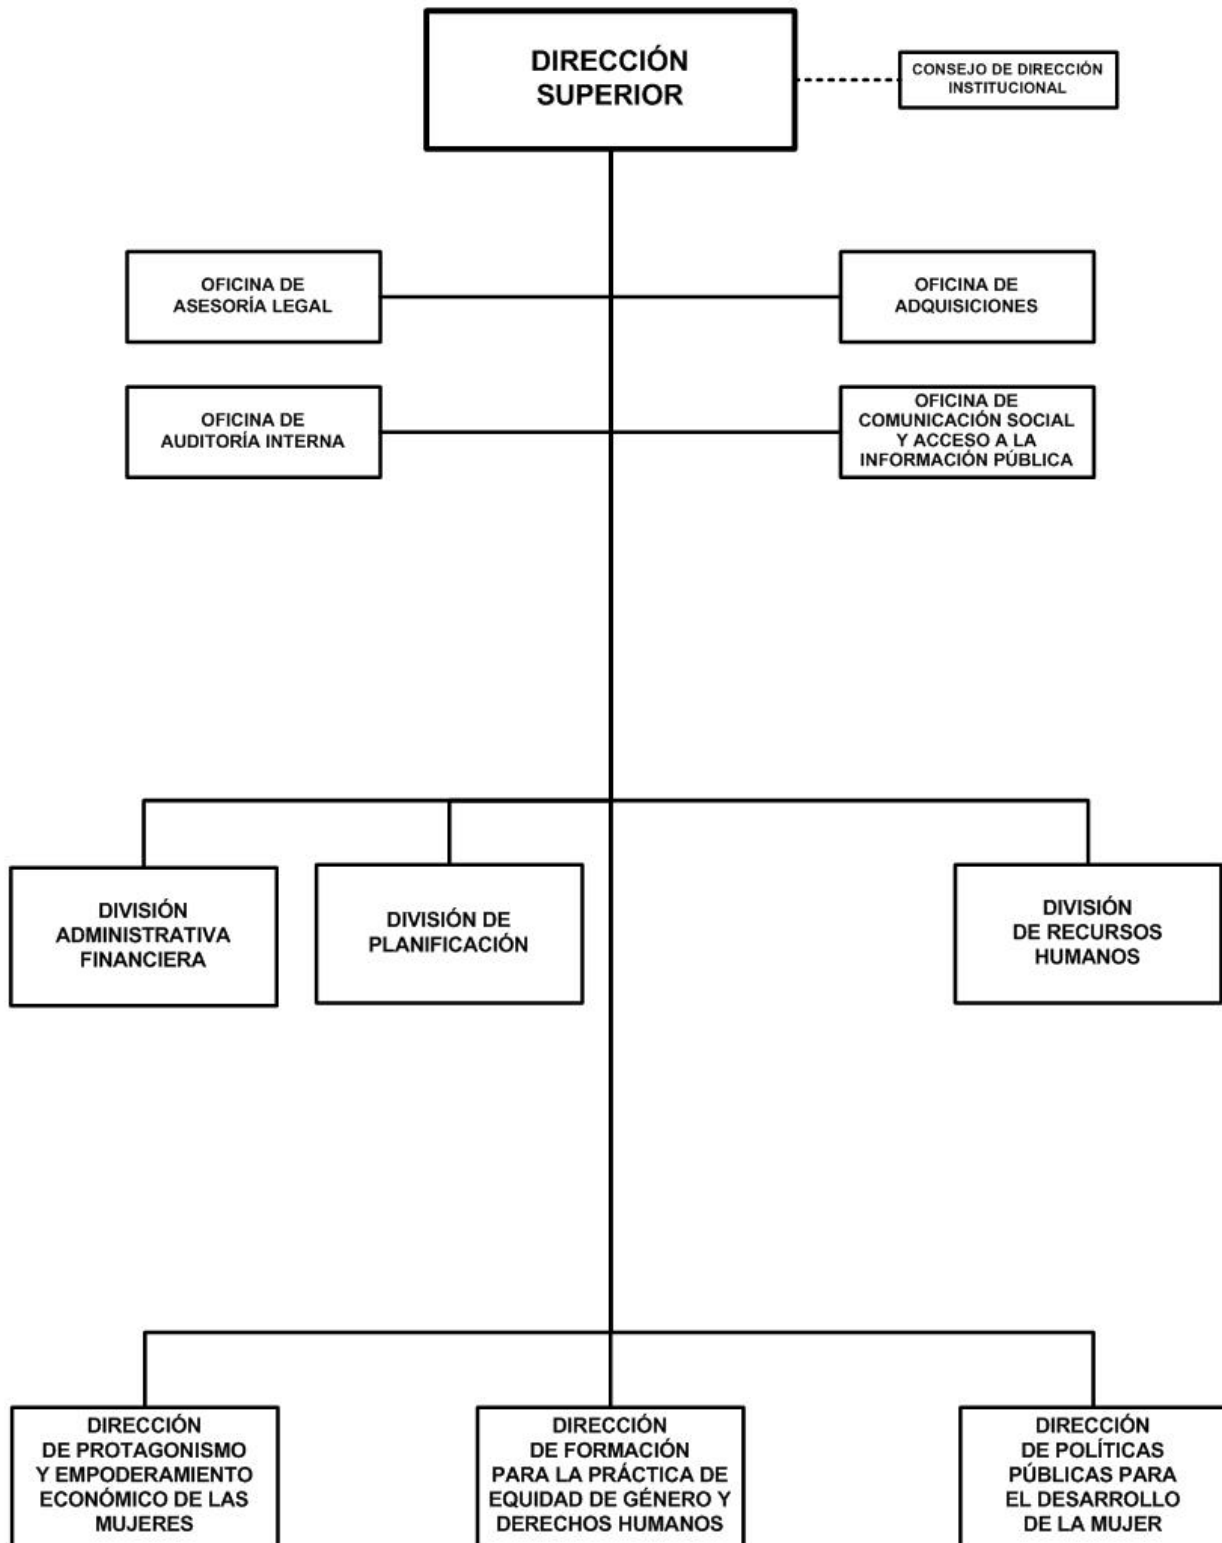 DIRECCIÓN
SUPERIOR
CONSEJO DE DIRECCIÓN
INSTITUCIONAL
OFICINA DE
ASESORÍA LEGAL
OFICINA DE
ADQUISICIONES
OFICINA DE
AUDITORÍA INTERNA
OFICINA DE
COMUNICACIÓN SOCIAL
Y ACCESO A LA
INFORMACIÓN PÚBLICA
DIVISIÓN
ADMINISTRATIVA
FINANCIERA
DIVISIÓN DE
PLANIFICACIÓN
DIVISIÓN
DE RECURSOS
HUMANOS
DIRECCIÓN
DE PROTAGONISMO
Y EMPODERAMIENTO
ECONÓMICO DE LAS
MUJERES
DIRECCIÓN
DE FORMACIÓN
PARA LA PRÁCTICA DE
EQUIDAD DE GÉNERO Y
DERECHOS HUMANOS
DIRECCIÓN
DE POLÍTICAS
PÚBLICAS PARA
EL DESARROLLO
DE LA MUJER